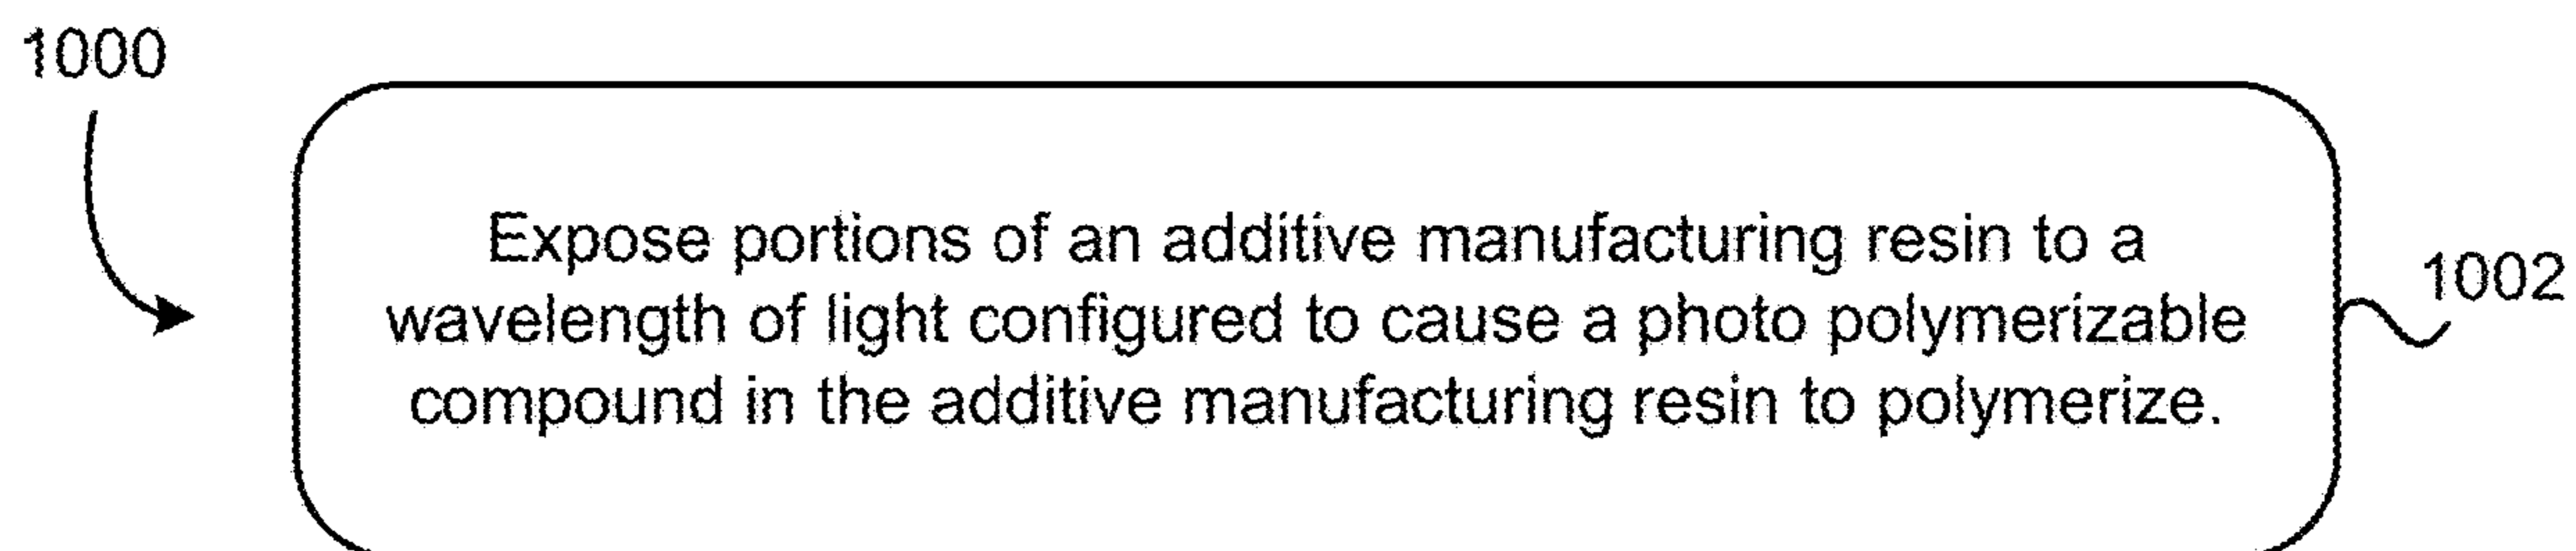 1000
Expose portions of an additive manufacturing resin to a
wavelength of light configured to cause a photo polymerizable
compound in the additive manufacturing resin to polymerize.
1002